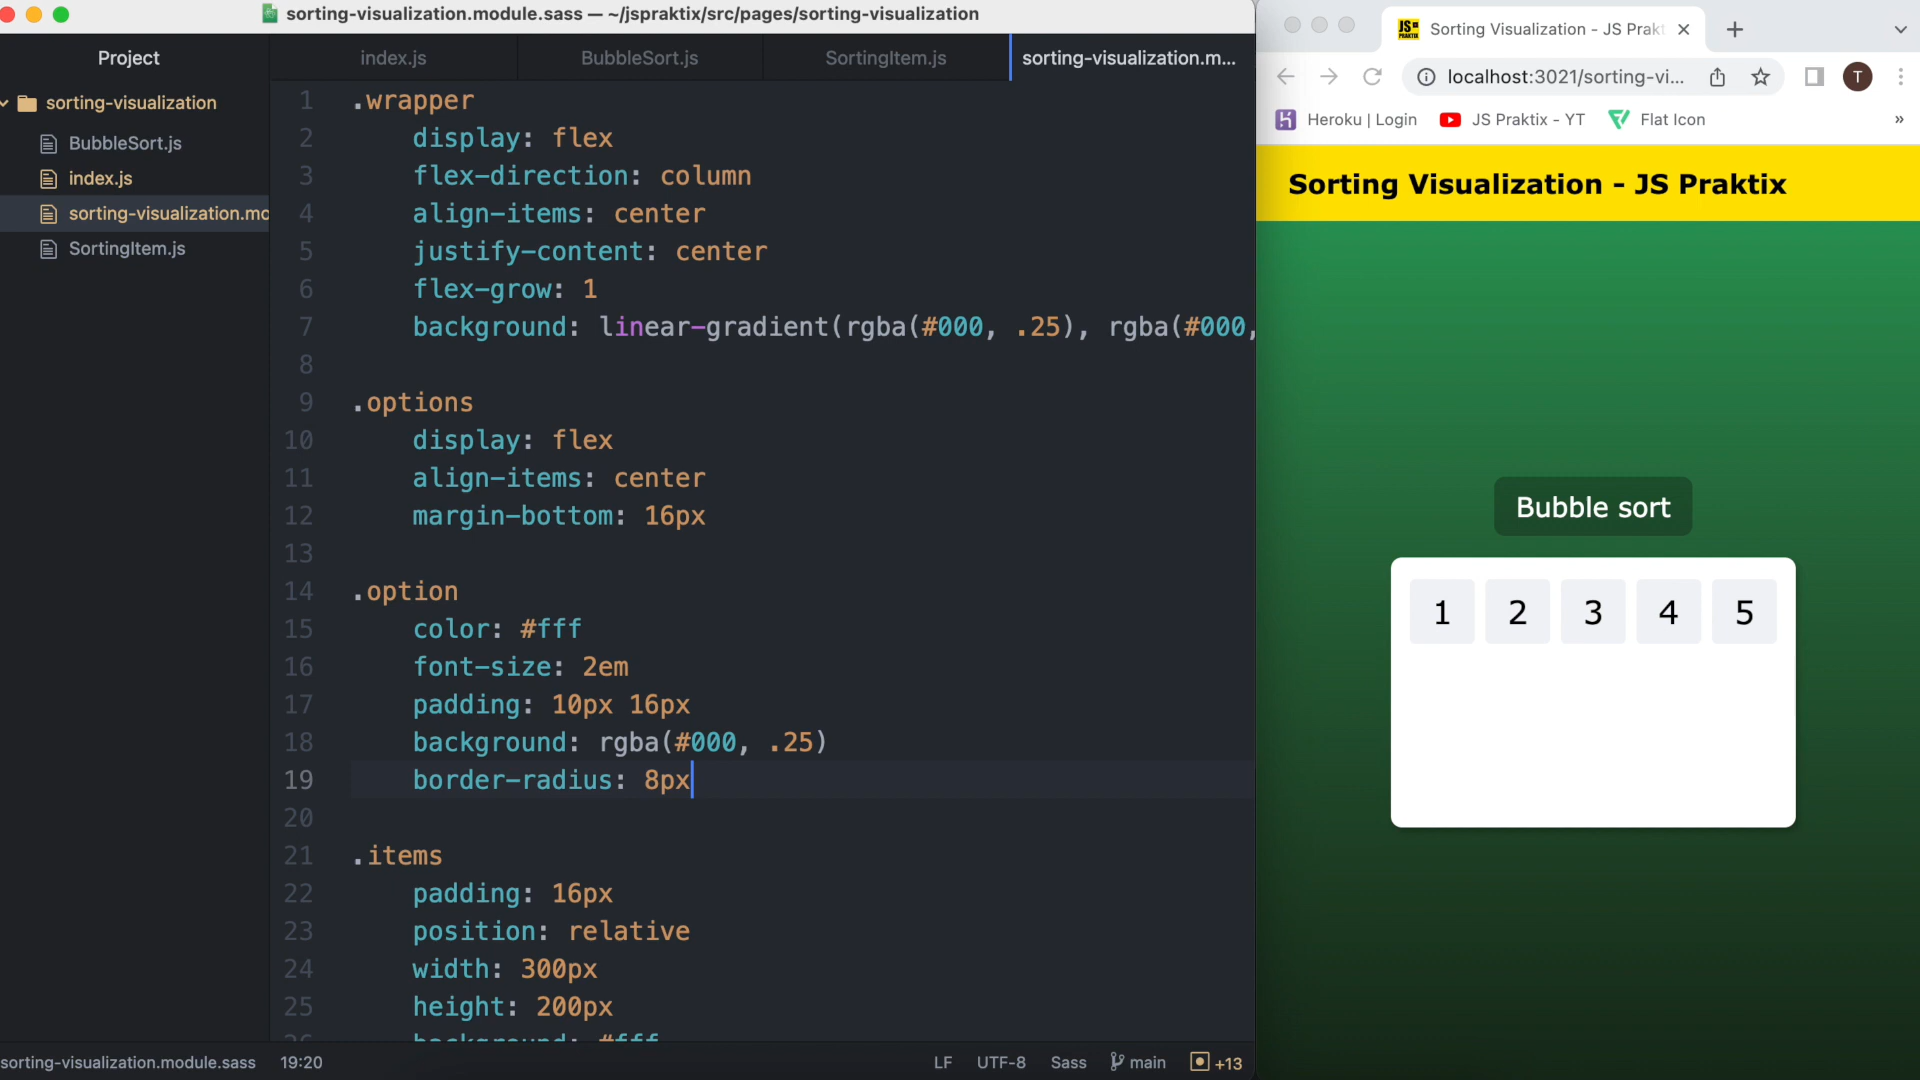 sorting-visualization.module.sass — ~/jspraktix/src/pages/sorting-visualization
Project
sorting-visualization
BubbleSort.js
index.js
sorting-visualization.mo
SortingItem.js
index.js
BubbleSort.js
SortingItem.js
sorting-visualization.m...
1 .wrapper
2 display: flex
3 flex-direction: column
4 align-items: center
5 justify-content: center
6 flex-grow: 1
7 background: linear-gradient(rgba(#000, .25), rgba(#000,
8
9 .options
10 display: flex
11 align-items: center
12 margin-bottom: 16px
13
14 .option
15 color: #fff
16 font-size: 2em
17 padding: 10px 16px
18 background: rgba(#000, .25)
19 border-radius: 8px
20
21 .items
22 padding: 16px
23 position: relative
24 width: 300px
25 height: 200px
26 background: #fff
sorting-visualization.module.sass 19:20
LF UTF-8 Sass main +13
JS PRAKTIX
Sorting Visualization - JS Prakt
localhost:3021/sorting-vi...
T
Heroku | Login
JS Praktix - YT
Flat Icon
»
Sorting Visualization - JS Praktix
Bubble sort
1 2 3 4 5